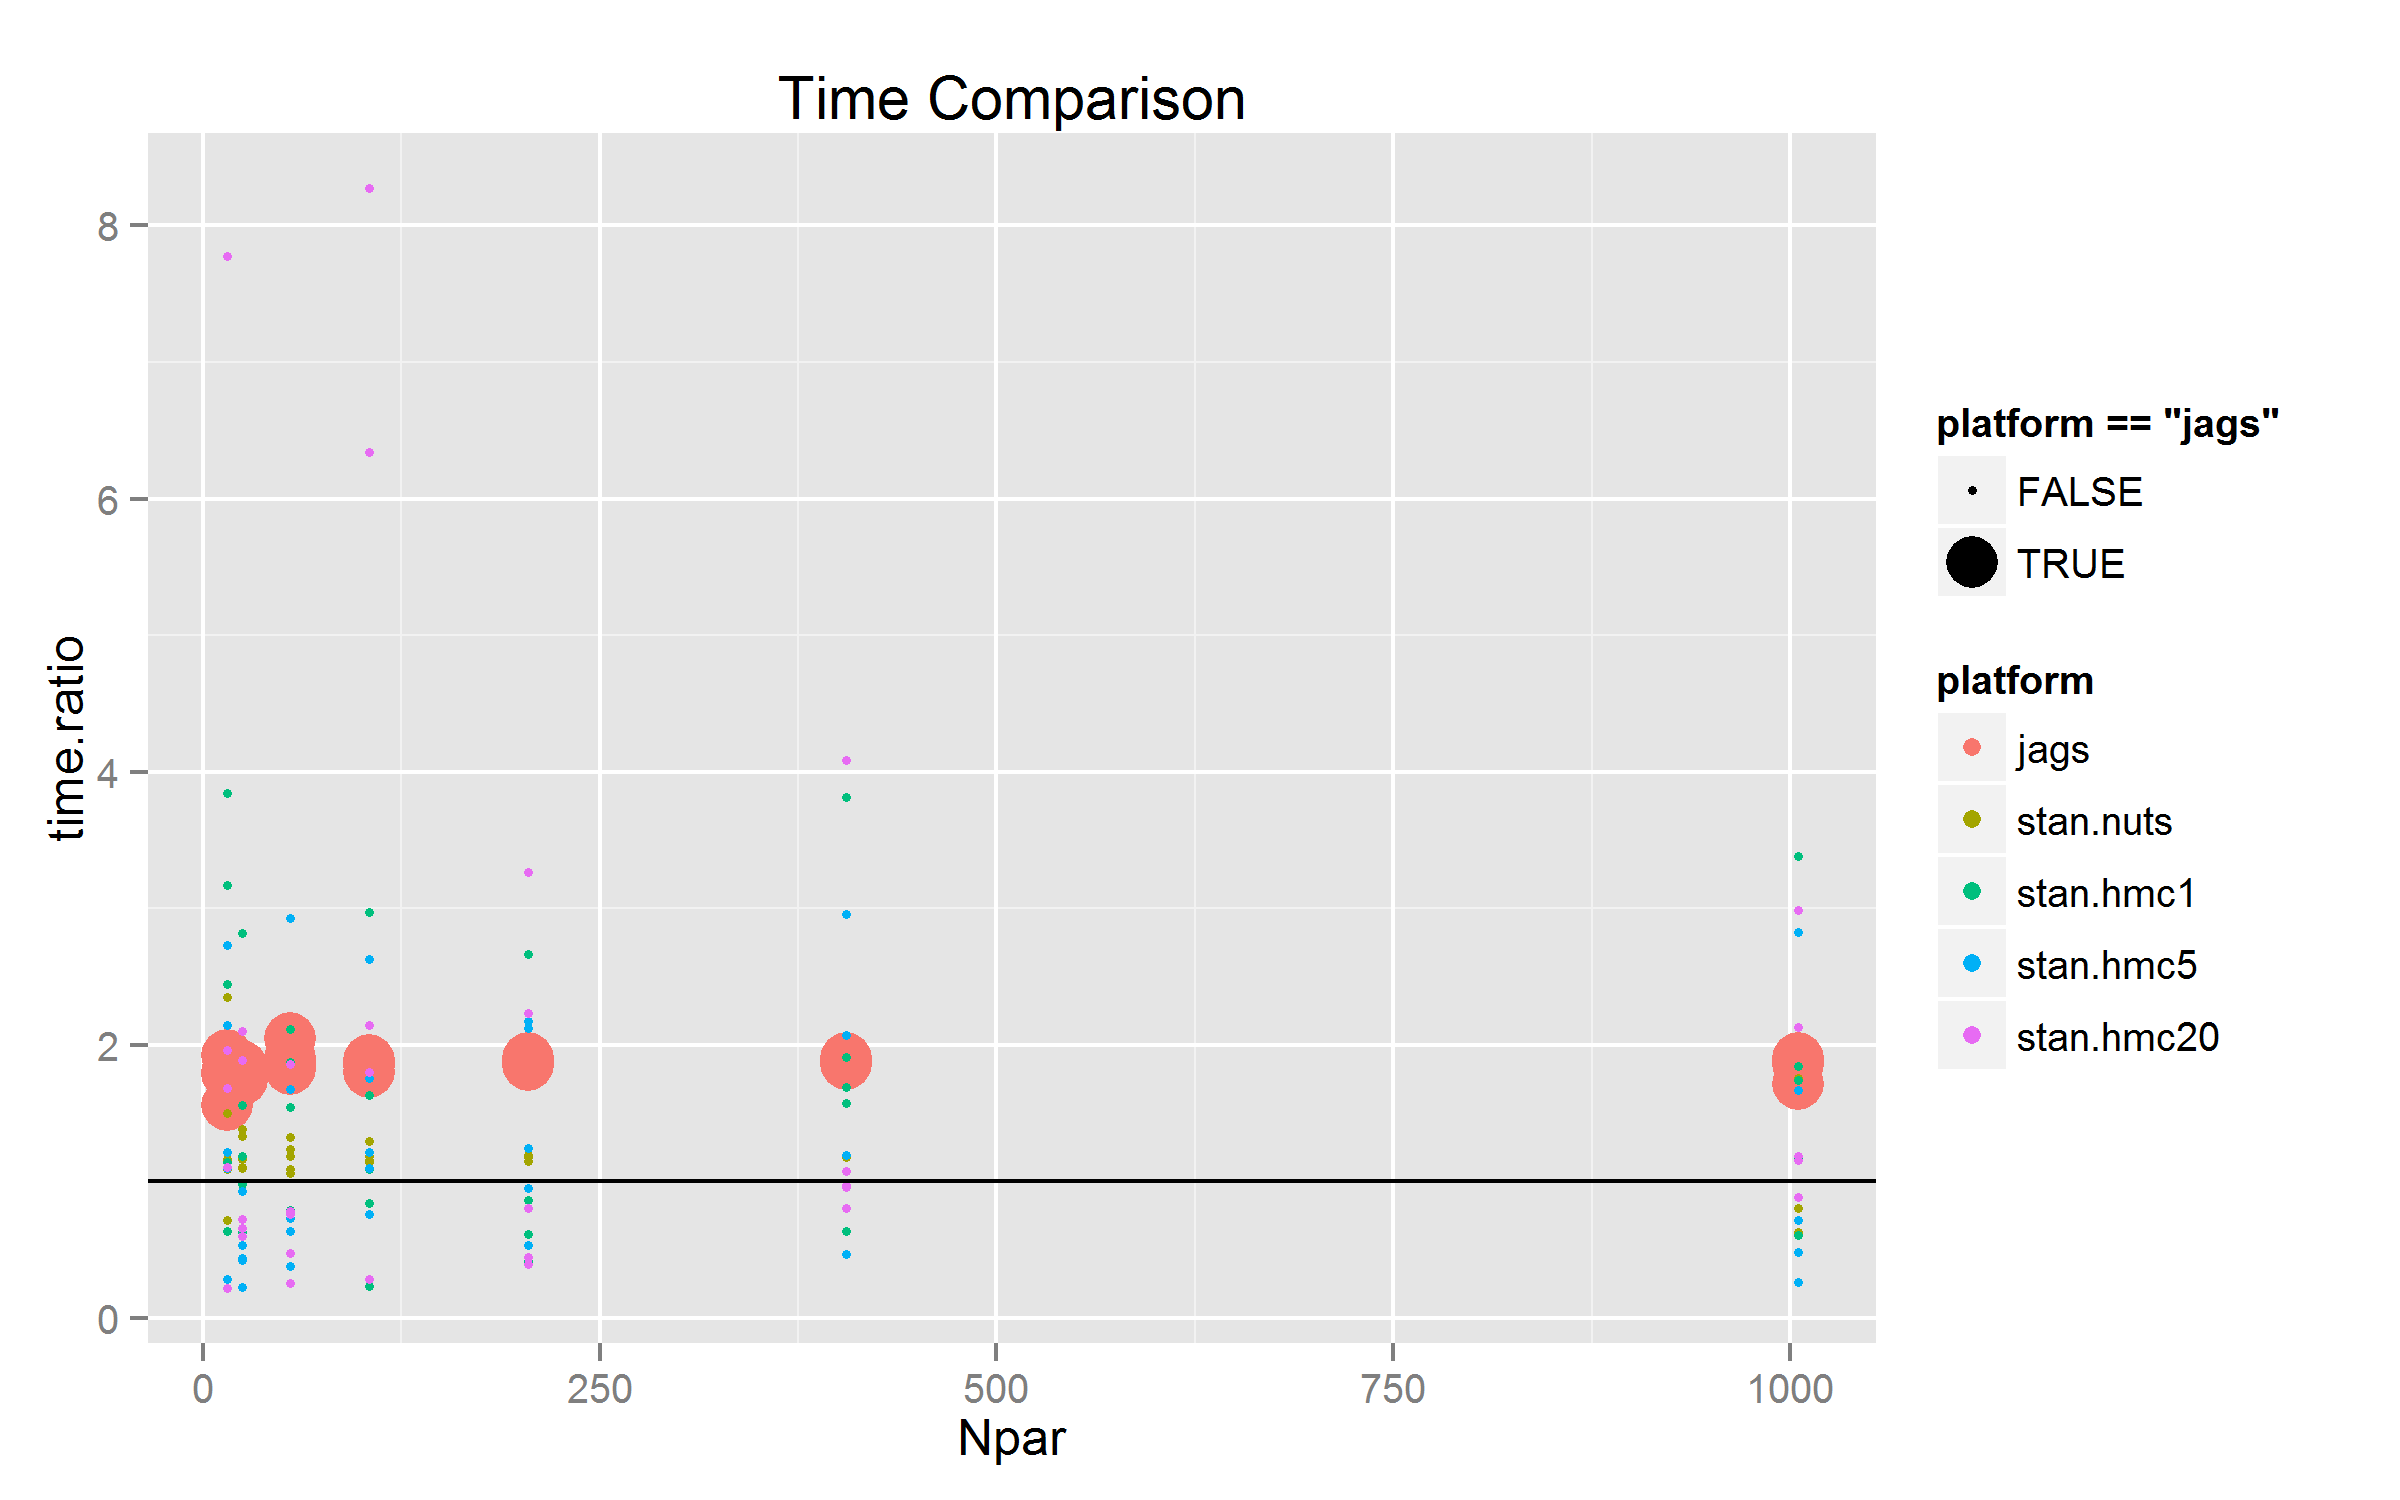 Time Comparison
time.ratio
8
6
4
2
0
0
250
500
750
1000
Npar
platform == "jags"
FALSE
TRUE
platform
jags
stan.nuts
stan.hmc1
stan.hmc5
stan.hmc20